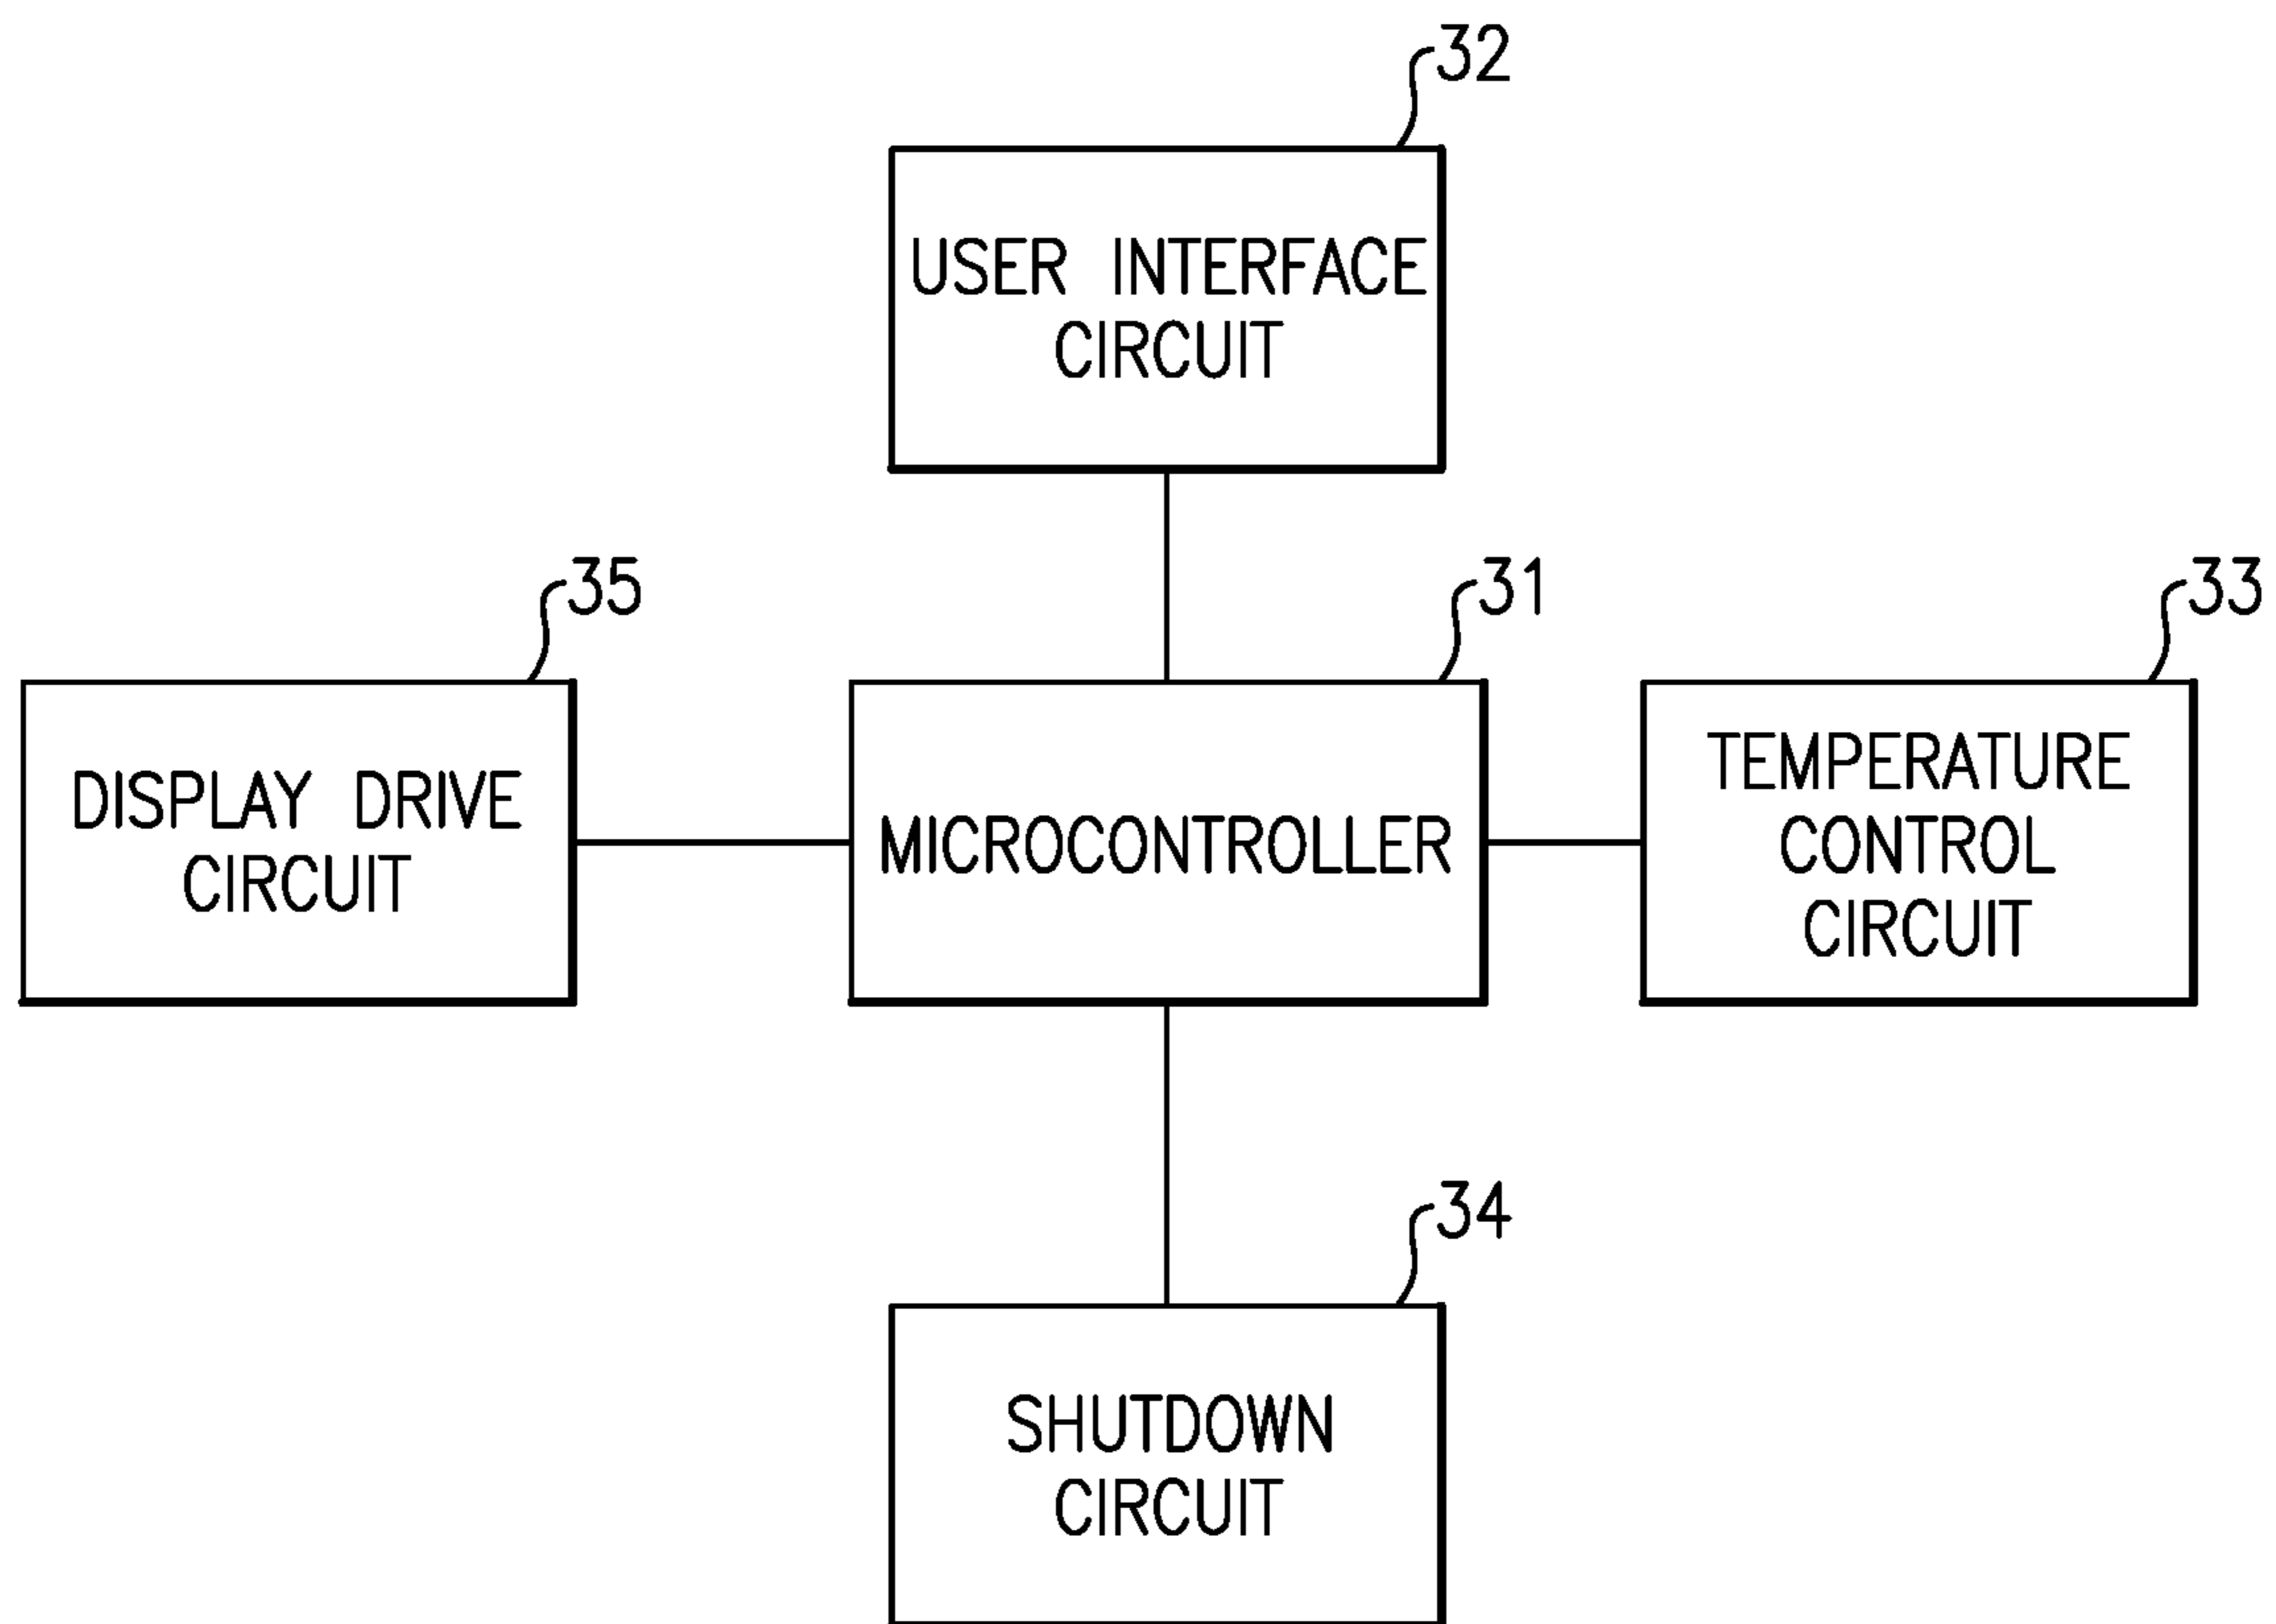 32
USER INTERFACE
CIRCUIT
35
31
33
DISPLAY DRIVE
CIRCUIT
MICROCONTROLLER
TEMPERATURE
CONTROL
CIRCUIT
34
SHUTDOWN
CIRCUIT